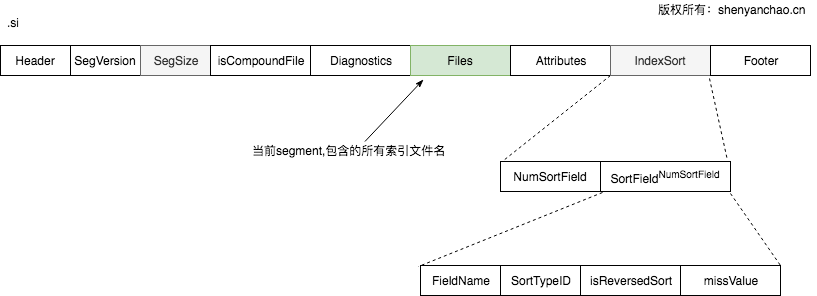 版权所有：shenyanchao.cn
.si
Header SegVersion SegSize isCompoundFile Diagnostics Files Attributes IndexSort Footer
当前segment,包含的所有索引文件名
NumSortField SortField^NumSortField
FieldName SortTypeID isReversedSort missValue